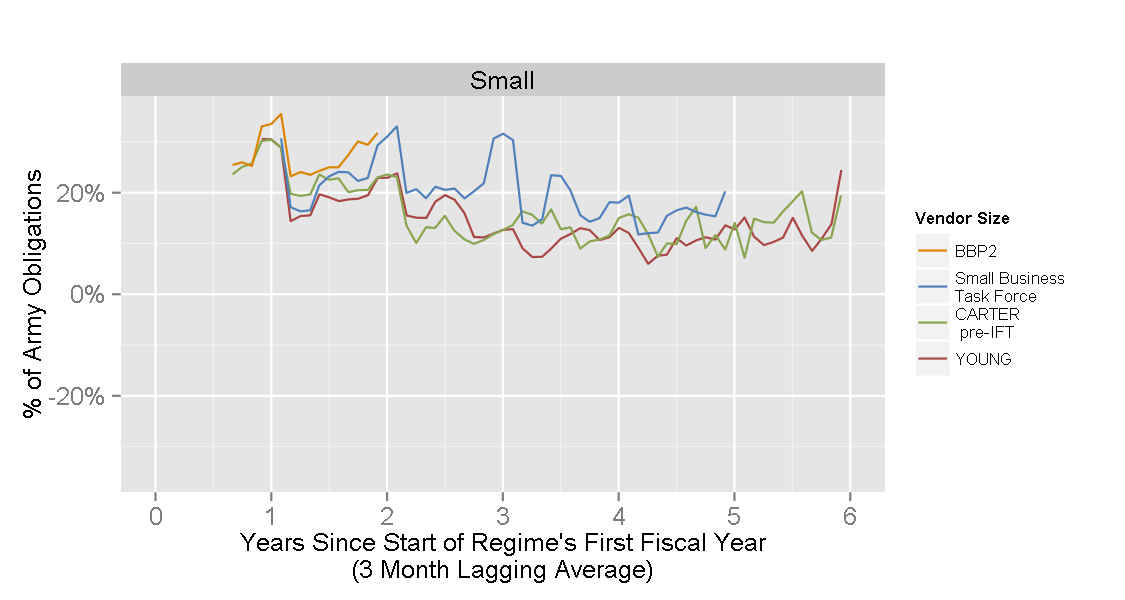 Small
% of Army Obligations
20%
0%
-20%
0 1 2 3 4 5 6
Years Since Start of Regime's First Fiscal Year
(3 Month Lagging Average)
Vendor Size
BBP2
Small Business
Task Force
CARTER
pre-IFT
YOUNG